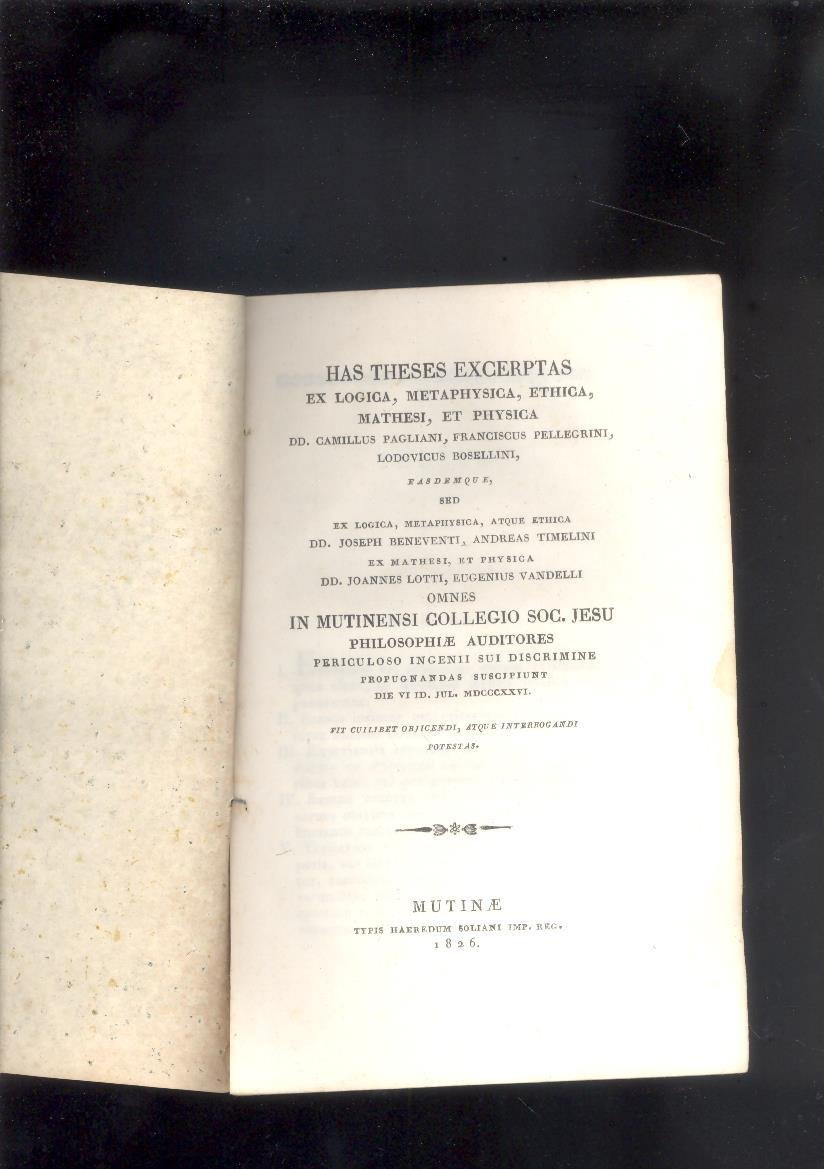 HAS THESES EXCERPTAS
EX LOGICA, METAPHYSICA, ETHICA,
MATHESI, ET PHYSICA
DD. CAMILLUS PAGLIANI, FRANCISCUS PELLEGRINI,
LODOVICUS BOSELLINI,
EASDEMQUE,
SED
EX LOGICA, METAPHYSICA, ATQUE ETHICA
DD. JOSEPH BENEVENTI, ANDREAS TIMELINI
EX MATHESI, ET PHYSICA
DD. JOANNES LOTTI, EUGENIUS VANDELLI
OMNES
IN MUTINENSI COLLEGIO SOC. JESU
PHILOSOPHIÆ AUDITORES
PERICULOSO INGENII SUI DISCRIMINE
PROPUGNANDAS SUSCIPIUNT
DIE VI ID. JUL. MDCCCXXVI.
FIT CUILIBET OBJICENDI, ATQUE INTERROGANDI
POTESTAS.
MUTINÆ
TYPIS HAEREDUM SOLIANI IMP. REG.
1826.